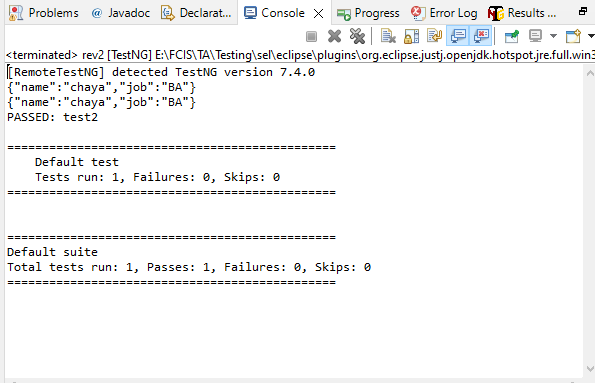 Problems @ Javadoc Declarat... Console Progress Error Log Results ...
<terminated> rev2 [TestNG] E:\FCIS\TA\Testing\sel\eclipse\plugins\org.eclipse.justj.openjdk.hotspot.jre.full.win3
[RemoteTestNG] detected TestNG version 7.4.0
{"name":"chaya","job":"BA"}
{"name":"chaya","job":"BA"}
PASSED: test2
===============================================
Default test
Tests run: 1, Failures: 0, Skips: 0
===============================================
===============================================
Default suite
Total tests run: 1, Passes: 1, Failures: 0, Skips: 0
===============================================